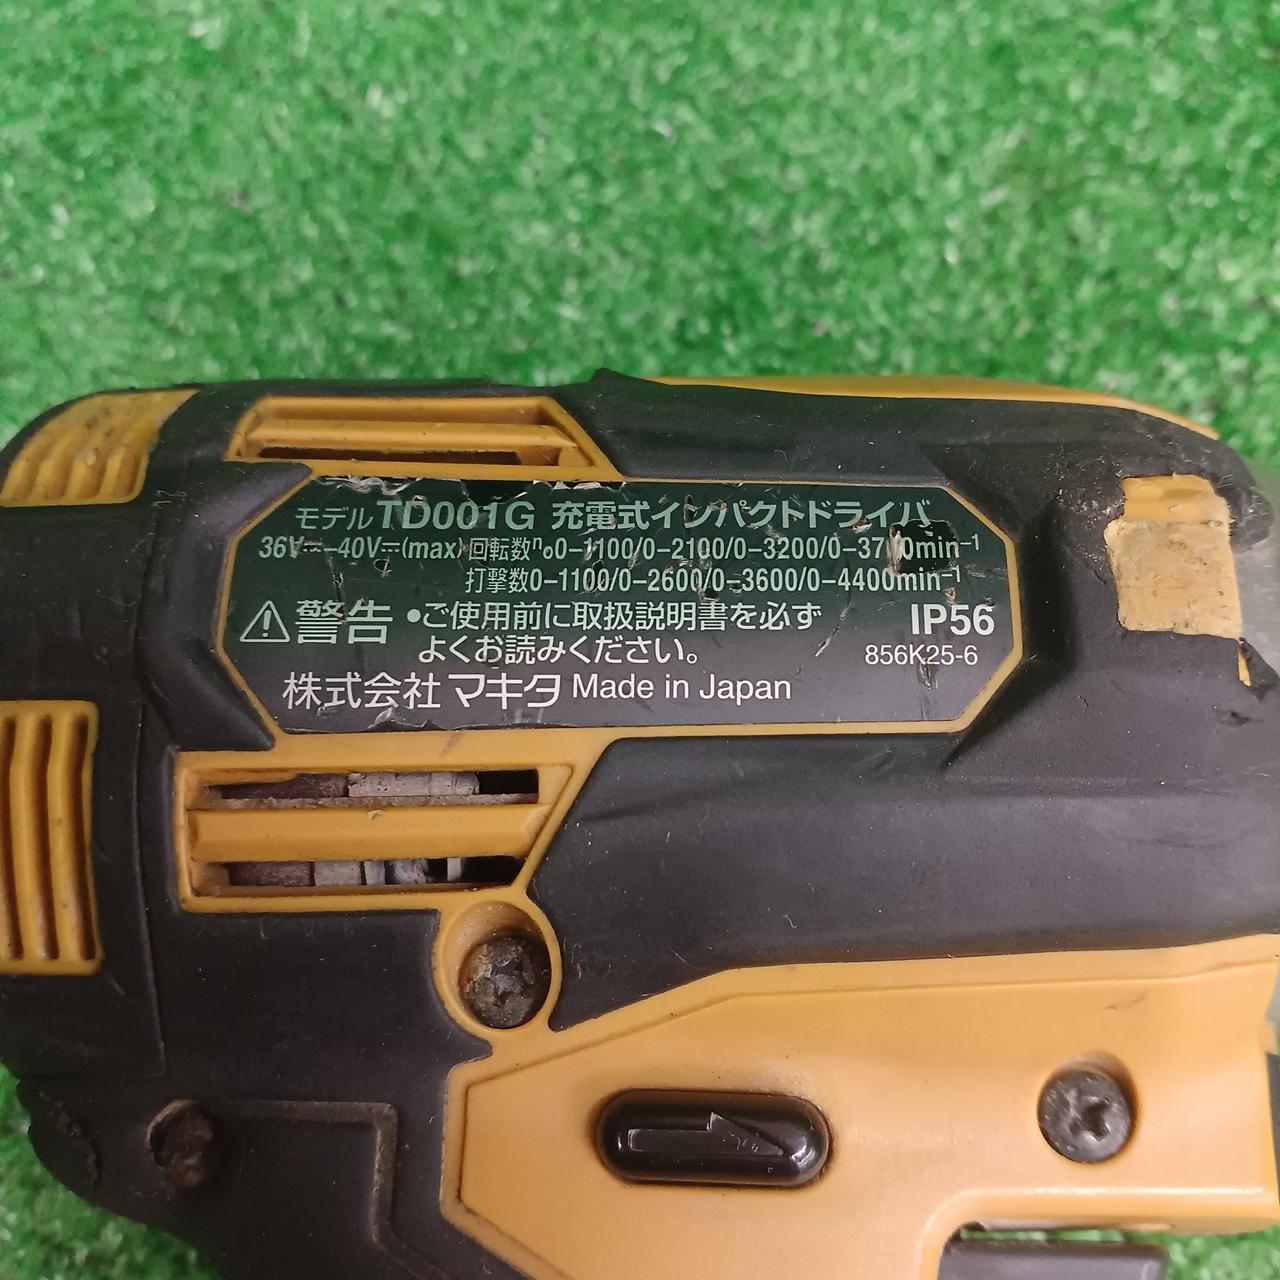 モデルTD001G 充電式インパクトドライバ
36V⎓–40V⎓(max) 回転数n₀0–1100/0–2100/0–3200/0–3700min⁻¹
打撃数0–1100/0–2600/0–3600/0–4400min⁻¹
⚠警告 •ご使用前に取扱説明書を必ず
よくお読みください。
IP56
856K25-6
株式会社マキタ Made in Japan